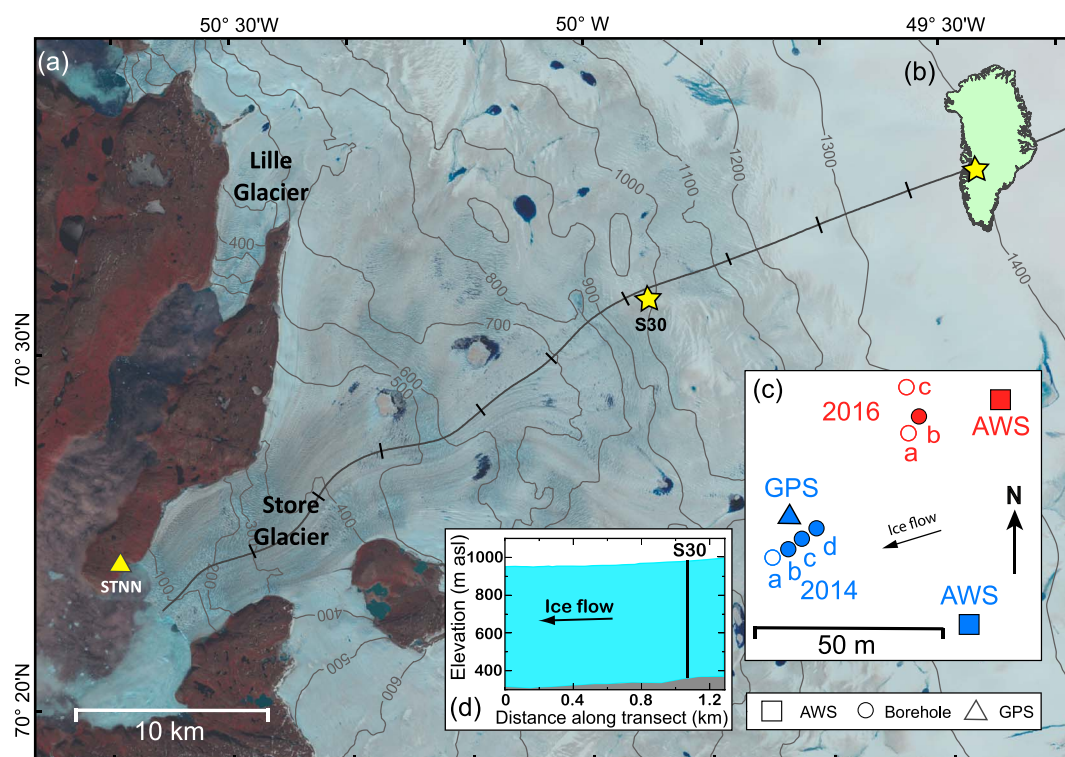 50° 30'W
50° W
49° 30'W
(a)
(b)
Lille
Glacier
400
1000
1100
1200
1300
1400
800
900
700
600
500
S30
70° 30'N
Store
Glacier
400
300
200
100
STNN
400
500
600
70° 20'N
10 km
(c)
2016
c
b
a
AWS
GPS
Ice flow
N
d
c
b
a
2014
AWS
50 m
AWS
Borehole
GPS
S30
Elevation (m asl)
1000
800
600
400
Ice flow
(d)
0
0.4
0.8
1.2
Distance along transect (km)